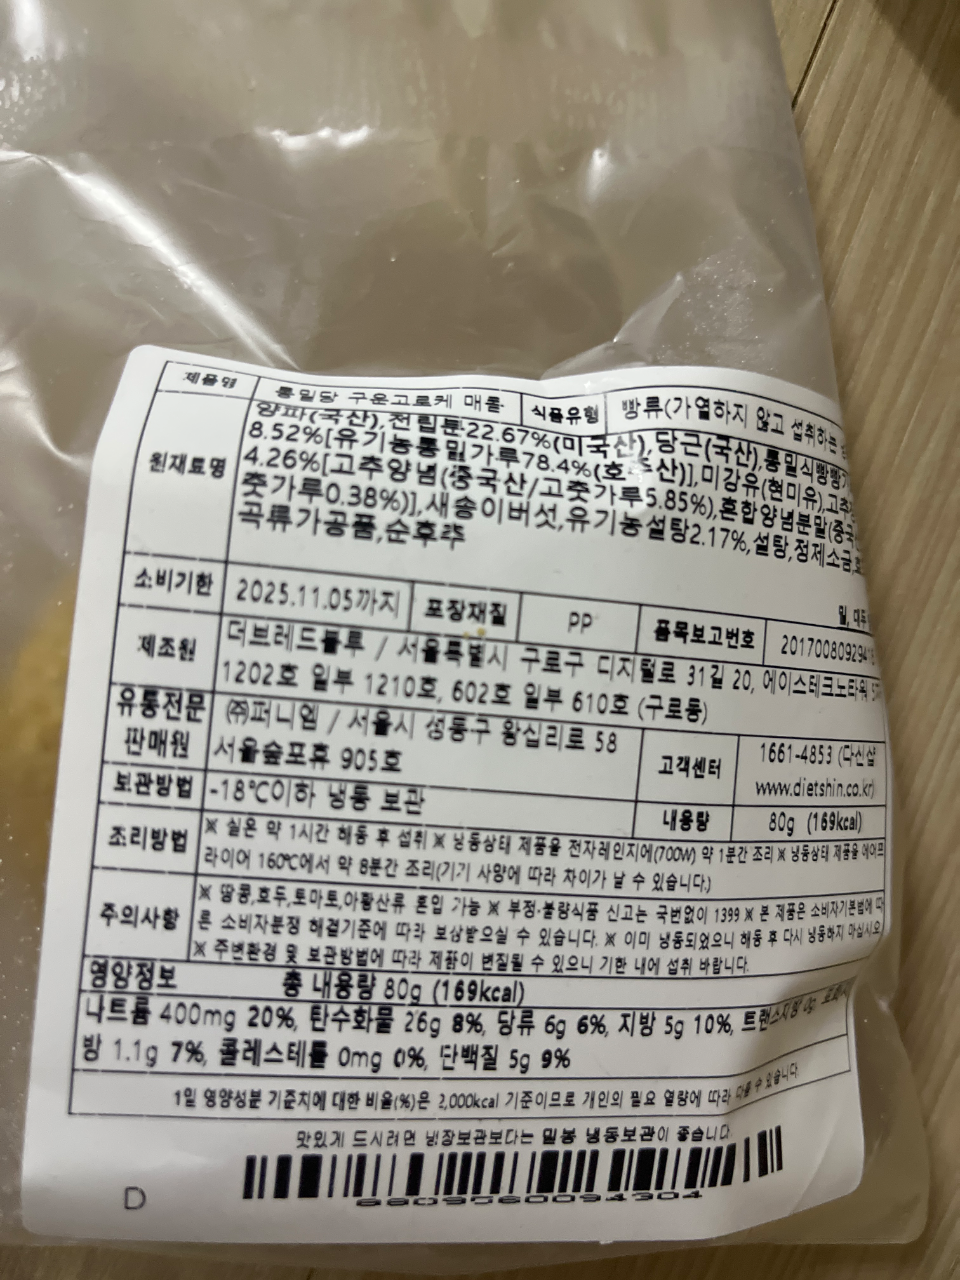 제품명 통밀당 구운고로케 매콤 식품유형 빵류(가열하지 않고 섭취하는
원재료명 양파(국산),전립분22.67%(미국산),당근(국산),통밀식빵빵가
8.52%[유기농통밀가루78.4%(호주산)],미강유(현미유),고추
4.26%[고추양념(중국산/고춧가루5.85%),혼합양념분말(중국
춧가루0.38%)],새송이버섯,유기농설탕2.17%,설탕,정제소금,
곡류가공품,순후추
밀, 대두
소비기한 2025.11.05까지 포장재질 PP 품목보고번호 2017008092941
제조원 더브레드블루 / 서울특별시 구로구 디지털로 31길 20, 에이스테크노타워
1202호 일부 1210호, 602호 일부 610호 (구로동)
유통전문판매원 ㈜퍼니엠 / 서울시 성동구 왕십리로 58
서울숲포휴 905호
고객센터 1661-4853 (다신샵
www.dietshin.co.kr)
보관방법 -18℃이하 냉동 보관 내용량 80g (169kcal)
조리방법 ※ 실온 약 1시간 해동 후 섭취 ※ 냉동상태 제품을 전자레인지에(700W) 약 1분간 조리 ※ 냉동상태 제품을 에어프
라이어 160℃에서 약 8분간 조리(기기 사양에 따라 차이가 날 수 있습니다.)
주의사항 ※ 땅콩,호두,토마토,아황산류 혼입 가능 ※ 부정·불량식품 신고는 국번없이 1399 ※ 본 제품은 소비자기본법에 따
른 소비자분쟁 해결기준에 따라 보상받으실 수 있습니다. ※ 이미 냉동되었으니 해동 후 다시 냉동하지 마십시오
※ 주변환경 및 보관방법에 따라 제품이 변질될 수 있으니 기한 내에 섭취 바랍니다.
영양정보 총 내용량 80g (169kcal)
나트륨 400mg 20%, 탄수화물 26g 8%, 당류 6g 6%, 지방 5g 10%, 트랜스지방 0g, 포화지
방 1.1g 7%, 콜레스테롤 0mg 0%, 단백질 5g 9%
1일 영양성분 기준치에 대한 비율(%)은 2,000kcal 기준이므로 개인의 필요 열량에 따라 다를 수 있습니다.
맛있게 드시려면 냉장보관보다는 밀봉 냉동보관이 좋습니다.
D
8809560094304